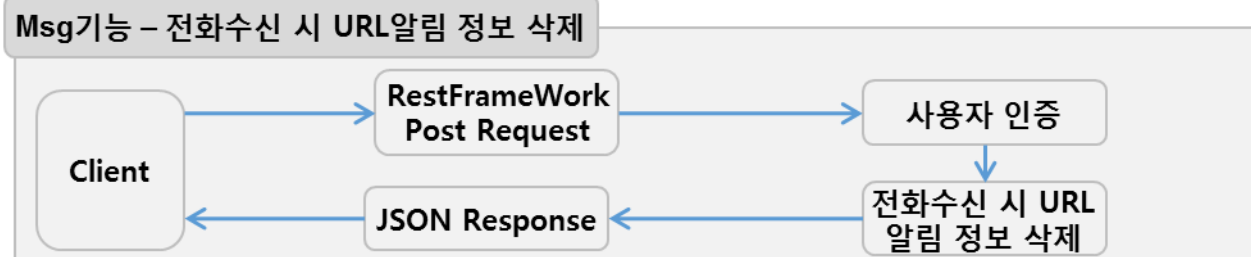 Msg기능 – 전화수신 시 URL알림 정보 삭제
RestFrameWork
Post Request
사용자 인증
Client
JSON Response
전화수신 시 URL
알림 정보 삭제